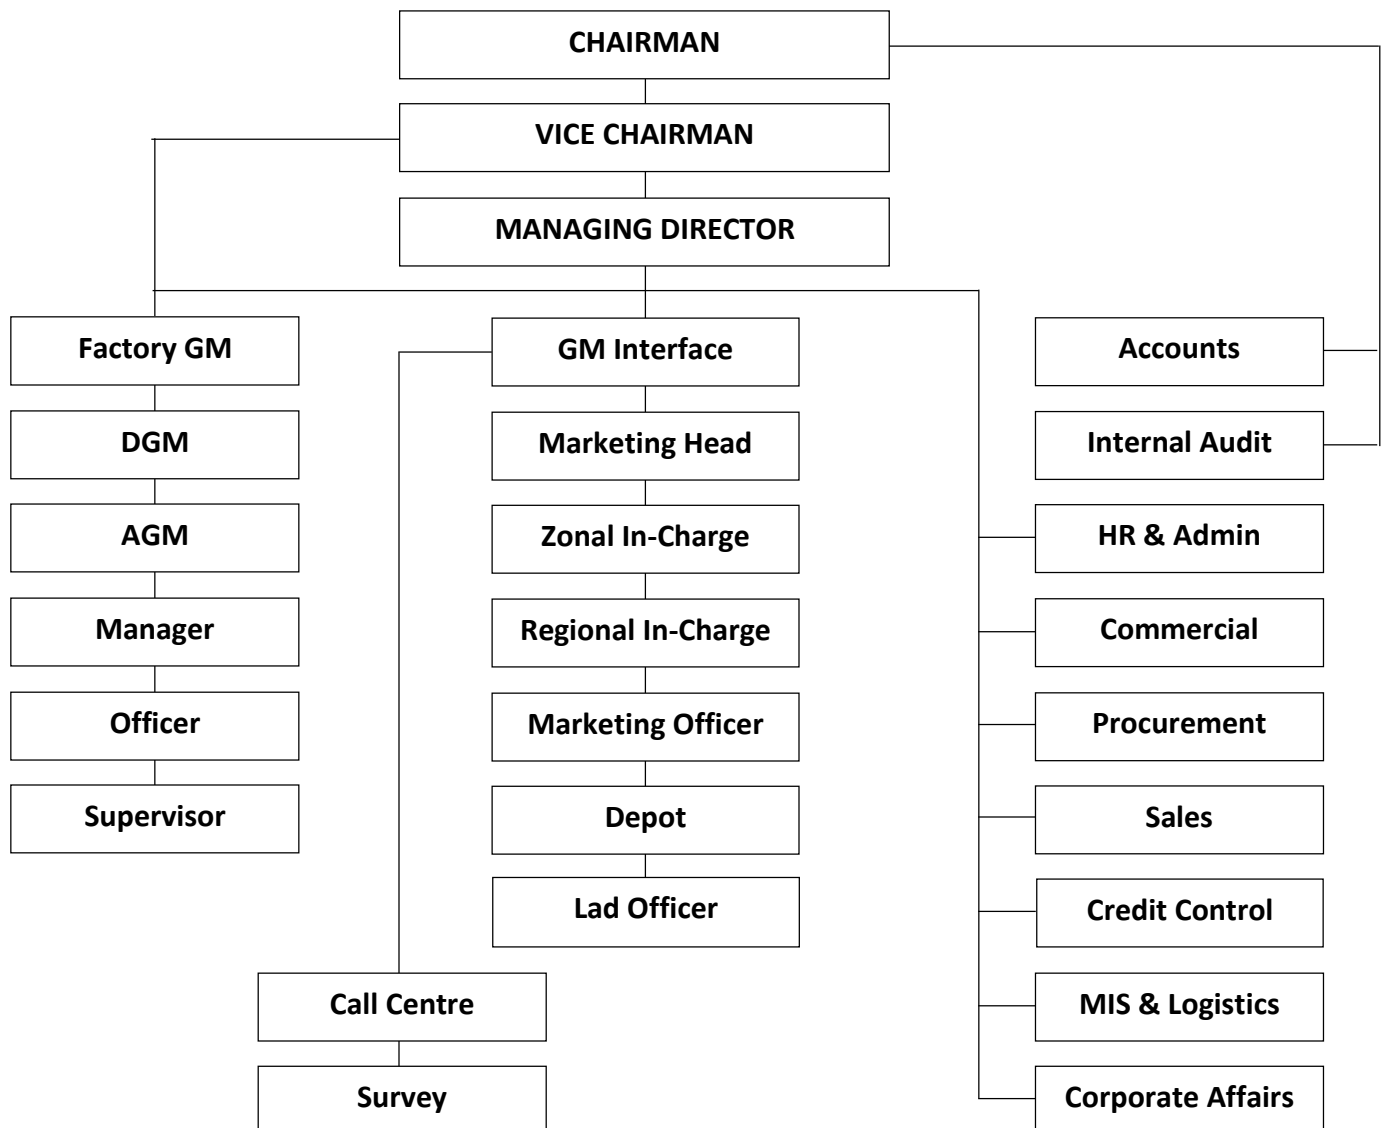 CHAIRMAN
VICE CHAIRMAN
MANAGING DIRECTOR
Factory GM
GM Interface
Accounts
DGM
Marketing Head
Internal Audit
AGM
Zonal In-Charge
HR & Admin
Manager
Regional In-Charge
Commercial
Officer
Marketing Officer
Procurement
Supervisor
Depot
Sales
Lad Officer
Credit Control
Call Centre
MIS & Logistics
Survey
Corporate Affairs